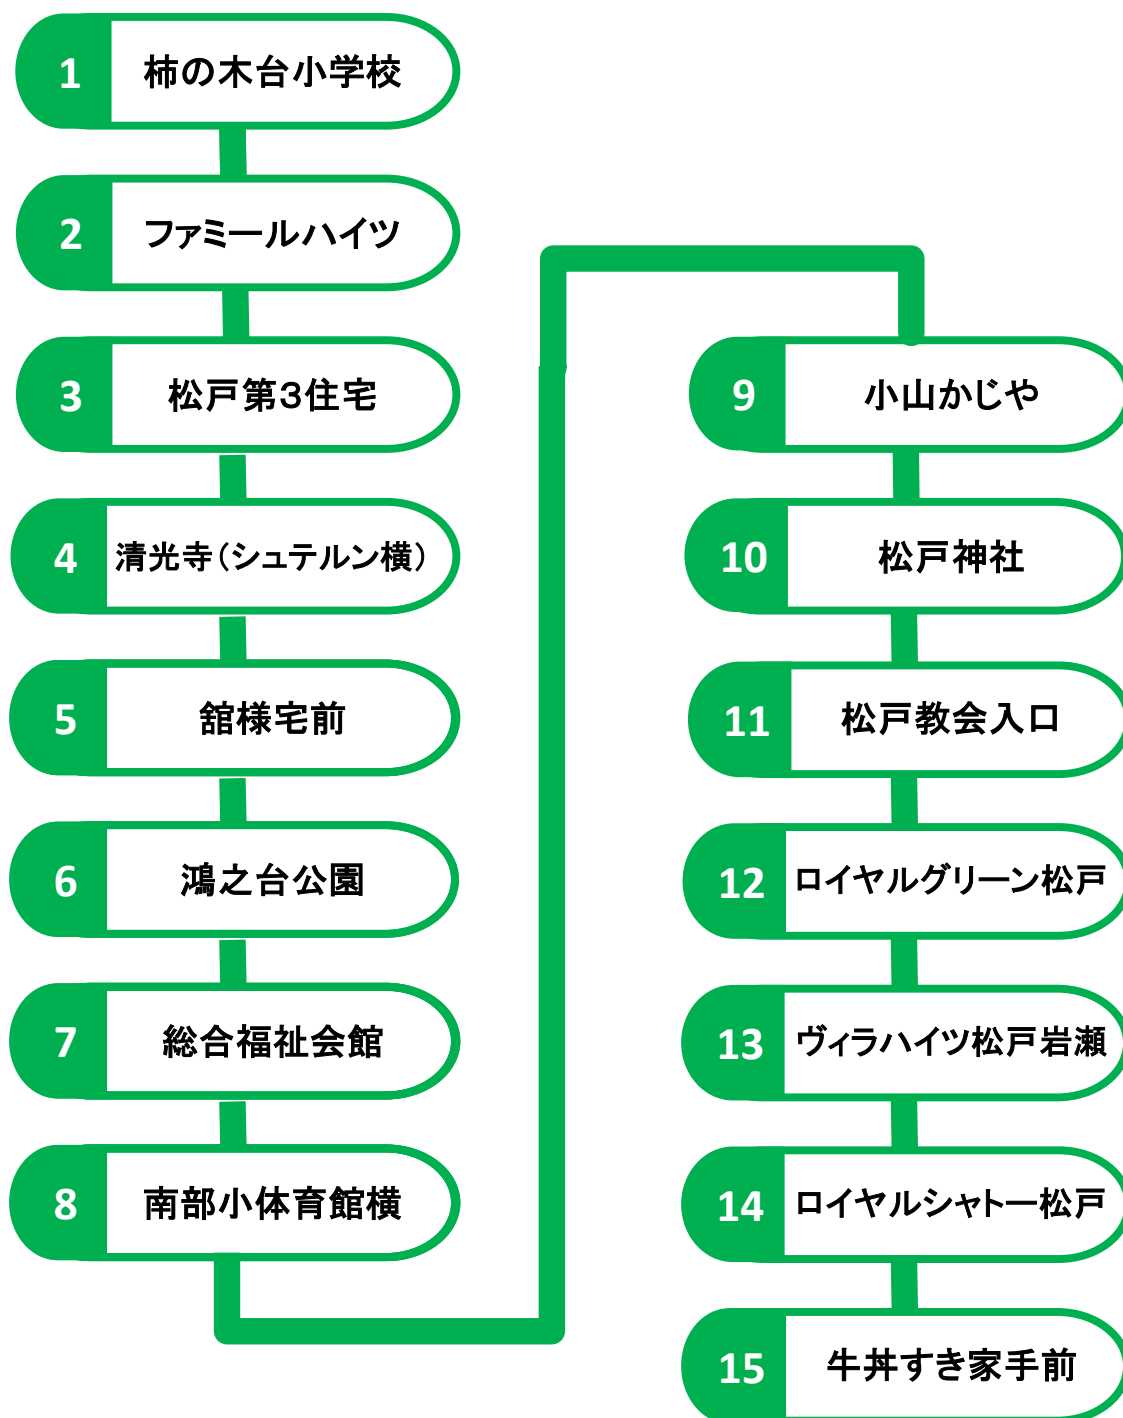 1 柿の木台小学校
2 ファミールハイツ
3 松戸第3住宅
4 清光寺（シュテルン横）
5 舘様宅前
6 鴻之台公園
7 総合福祉会館
8 南部小体育館横
9 小山かじや
10 松戸神社
11 松戸教会入口
12 ロイヤルグリーン松戸
13 ヴィラハイツ松戸岩瀬
14 ロイヤルシャトー松戸
15 牛丼すき家手前